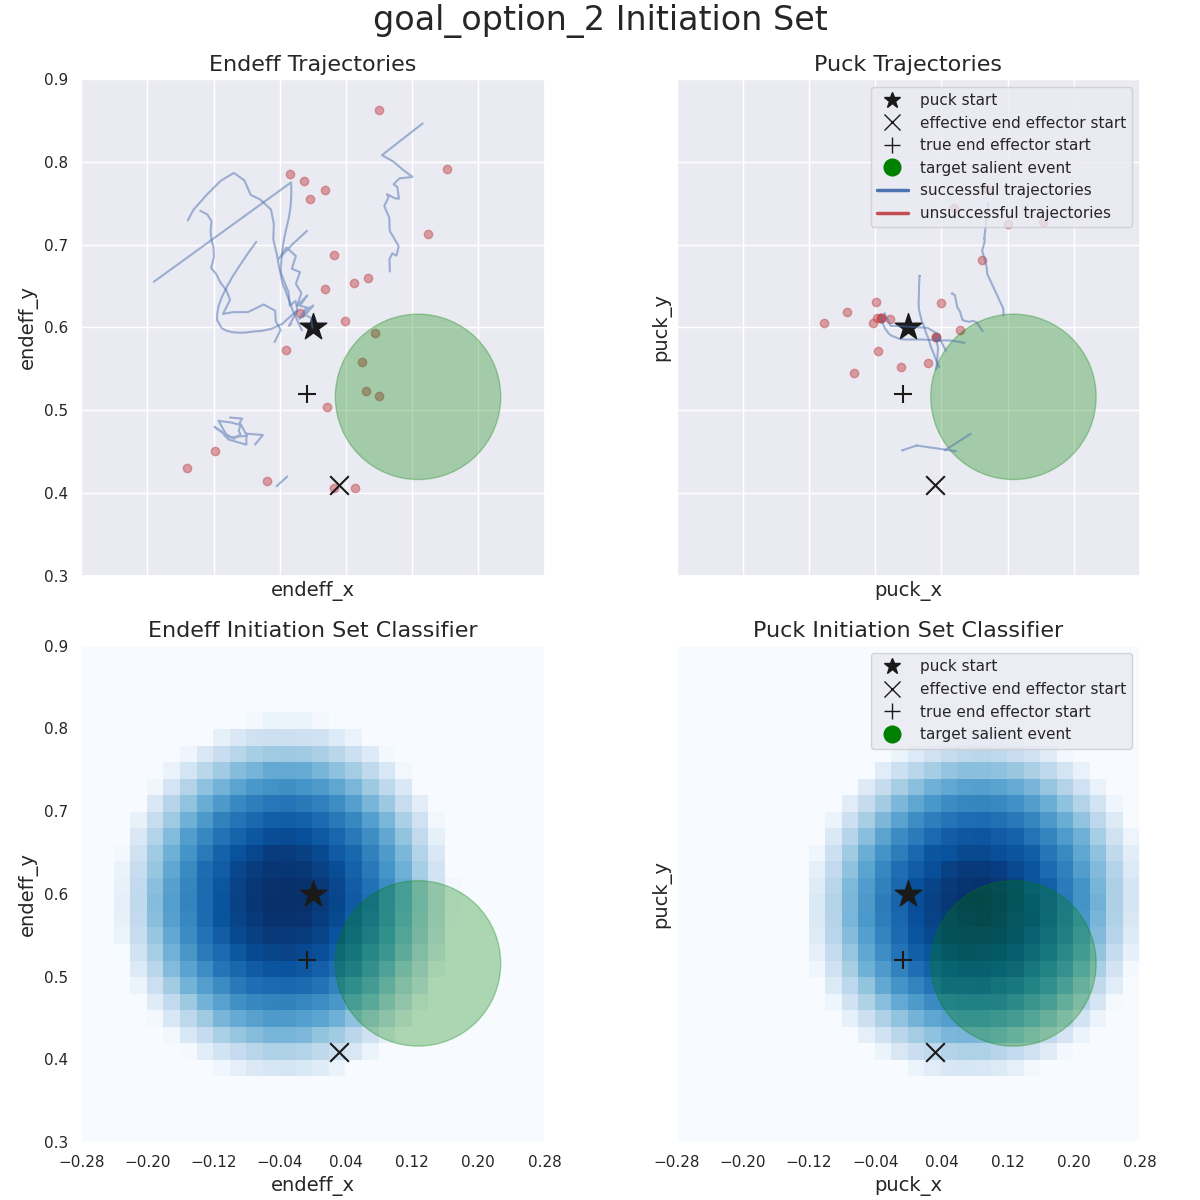 goal_option_2 Initiation Set
Endeff Trajectories
Puck Trajectories
0.9
0.8
0.7
0.6
0.5
0.4
0.3
endeff_y
endeff_x
puck_y
puck_x
puck start
effective end effector start
true end effector start
target salient event
successful trajectories
unsuccessful trajectories
Endeff Initiation Set Classifier
Puck Initiation Set Classifier
0.9
0.8
0.7
0.6
0.5
0.4
0.3
endeff_y
−0.28 −0.20 −0.12 −0.04 0.04 0.12 0.20 0.28
endeff_x
puck_y
puck start
effective end effector start
true end effector start
target salient event
−0.28 −0.20 −0.12 −0.04 0.04 0.12 0.20 0.28
puck_x